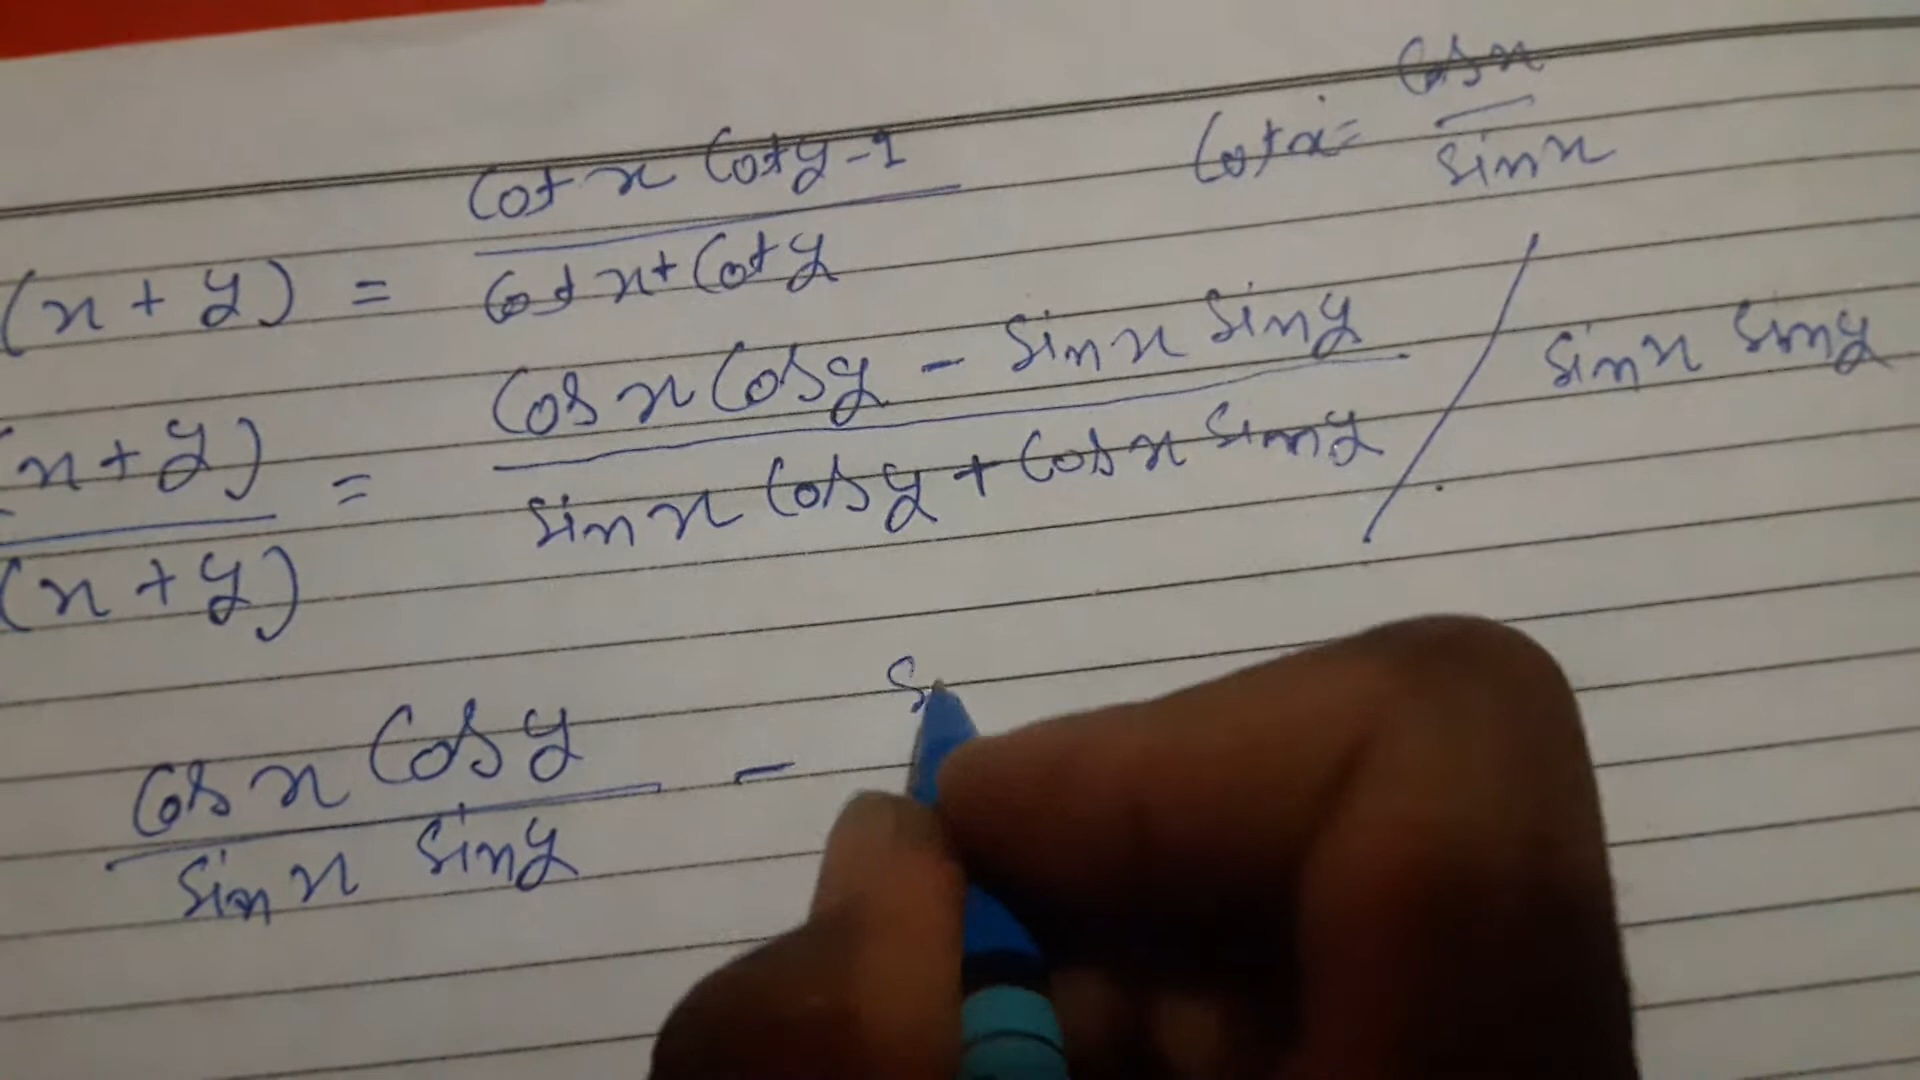 (x + y) = cot x cot y - 1 / cot x + cot y
cot x = cos x / sin x
(x + y) / (x + y) = cos x cos y - sin x sin y / sin x cos y + cos x sin y / sin x sin y
cos x cos y / sin x sin y - s